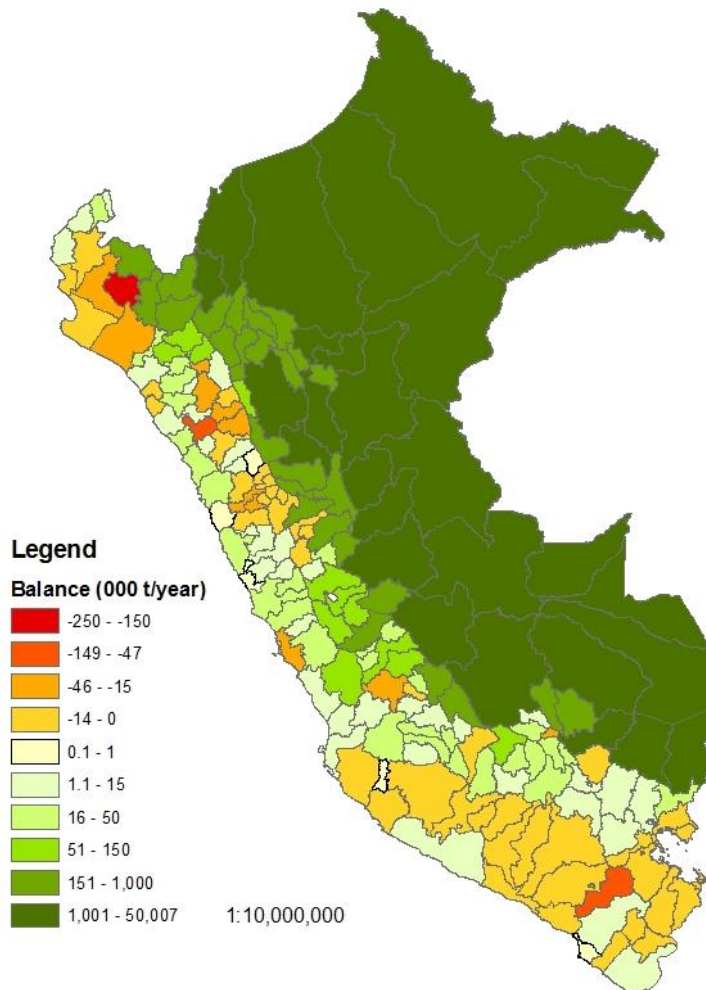 Legend
Balance (000 t/year)
-250 - -150
-149 - -47
-46 - -15
-14 - 0
0.1 - 1
1.1 - 15
16 - 50
51 - 150
151 - 1,000
1,001 - 50,007
1:10,000,000